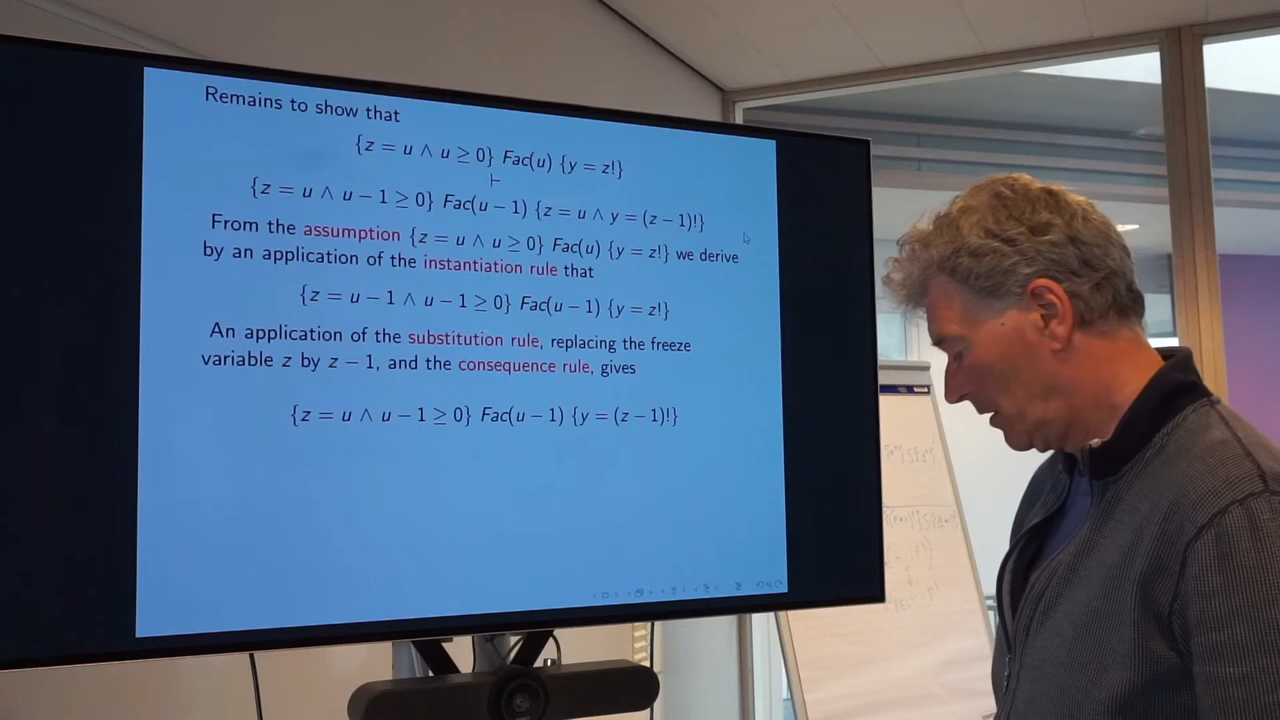 Remains to show that
{z = u ∧ u ≥ 0} Fac(u) {y = z!}
⊢
{z = u ∧ u − 1 ≥ 0} Fac(u − 1) {z = u ∧ y = (z − 1)!}
From the assumption {z = u ∧ u ≥ 0} Fac(u) {y = z!} we derive
by an application of the instantiation rule that
{z = u − 1 ∧ u − 1 ≥ 0} Fac(u − 1) {y = z!}
An application of the substitution rule, replacing the freeze
variable z by z − 1, and the consequence rule, gives
{z = u ∧ u − 1 ≥ 0} Fac(u − 1) {y = (z − 1)!}